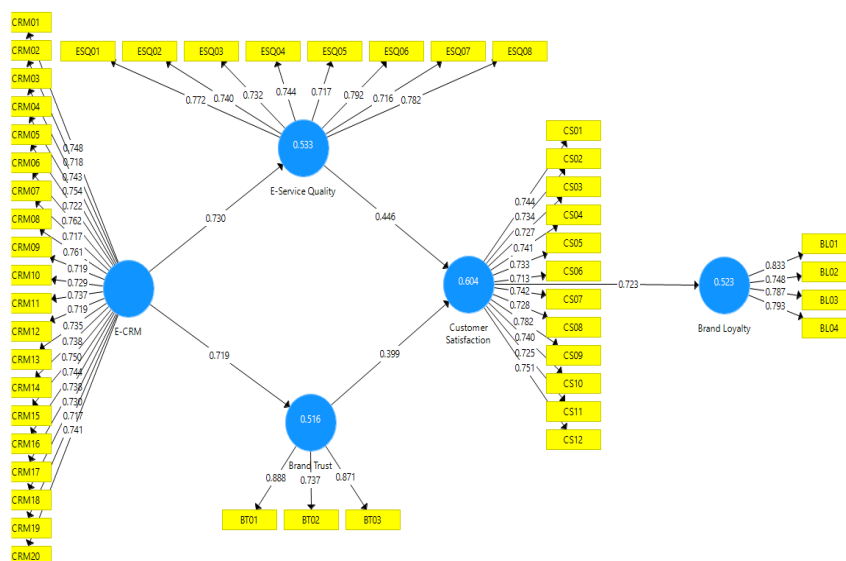 CRM01
CRM02
CRM03
CRM04
CRM05
CRM06
CRM07
CRM08
CRM09
CRM10
CRM11
CRM12
CRM13
CRM14
CRM15
CRM16
CRM17
CRM18
CRM19
CRM20
0.748
0.718
0.743
0.754
0.722
0.762
0.717
0.761
0.719
0.729
0.737
0.719
0.735
0.738
0.750
0.744
0.738
0.730
0.717
0.741
E-CRM
ESQ01 ESQ02 ESQ03 ESQ04 ESQ05 ESQ06 ESQ07 ESQ08
0.772 0.740 0.732 0.744 0.717 0.792 0.716 0.782
0.533
E-Service Quality
0.730
0.446
0.719
0.399
0.516
Brand Trust
0.888 0.737 0.871
BT01 BT02 BT03
0.604
Customer
Satisfaction
0.744
0.734
0.727
0.741
0.733
0.713
0.742
0.728
0.782
0.740
0.725
0.751
CS01
CS02
CS03
CS04
CS05
CS06
CS07
CS08
CS09
CS10
CS11
CS12
0.723
0.523
Brand Loyalty
0.833
0.748
0.787
0.793
BL01
BL02
BL03
BL04